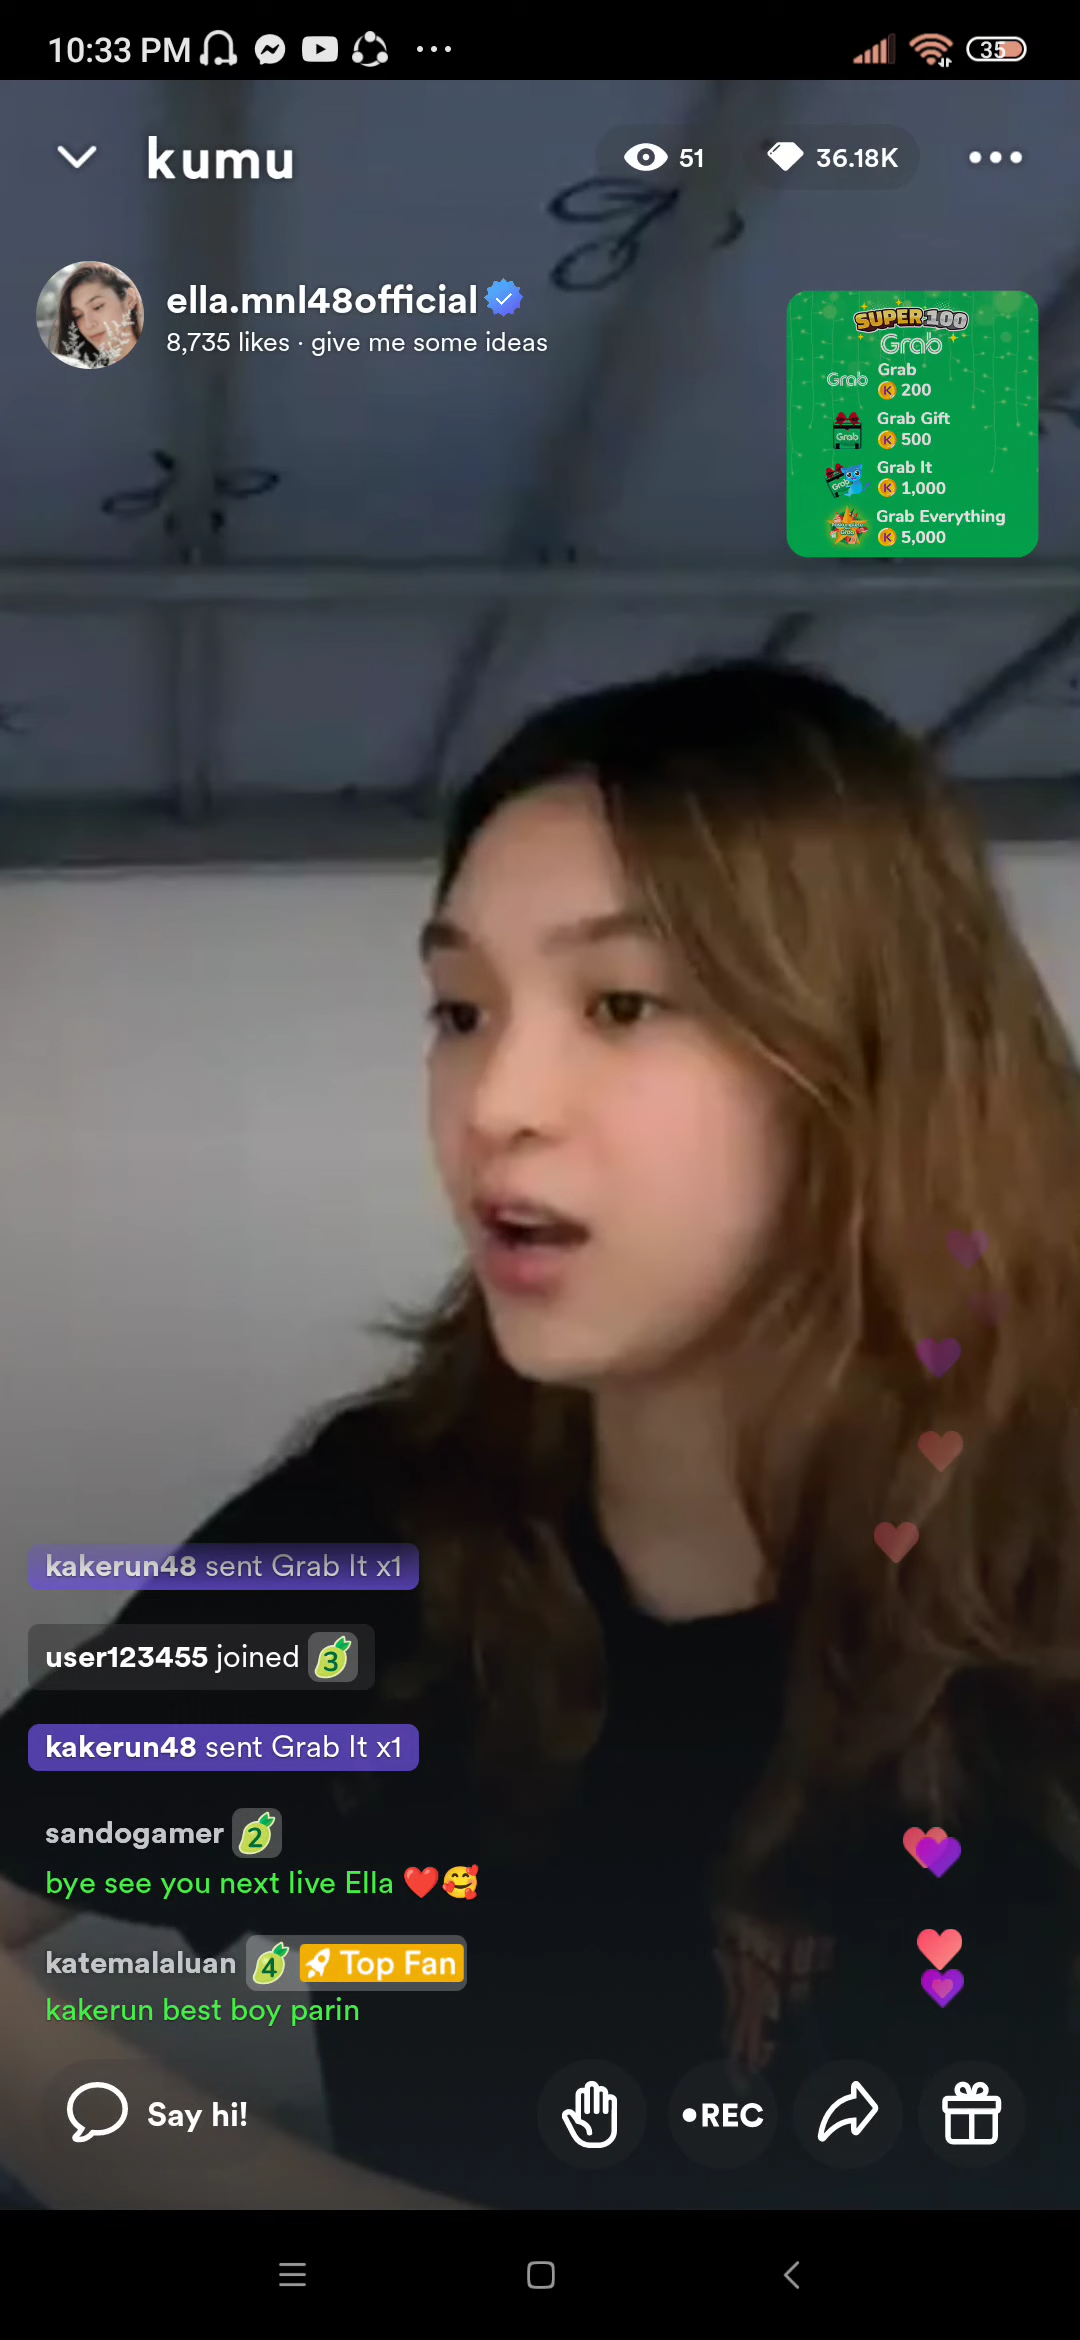 10:33 PM
35
kumu
51
36.18K
ella.mnl48official
8,735 likes · give me some ideas
SUPER100
Grab
Grab
Grab
200
Grab Gift
Grab
500
Grab It
Grab
1,000
Grab Everything
5,000
kakerun48 sent Grab It x1
user123455 joined 3
kakerun48 sent Grab It x1
sandogamer 2
bye see you next live Ella ❤️🥰
katemalaluan 4 Top Fan
kakerun best boy parin
Say hi!
•REC